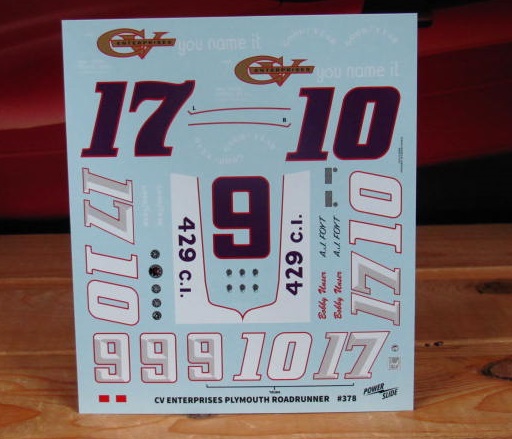 CV
ENTERPRISES
you name it
CV
ENTERPRISES
you name it
17
L
R
10
GOODYEAR
17
10
429 C.I.
9
429 C.I.
A.J. FOYT
A.J. FOYT
Bobby Unser
Bobby Unser
17
10
9
9
9
10
17
CV ENTERPRISES PLYMOUTH ROADRUNNER #378
POWER
SLIDE